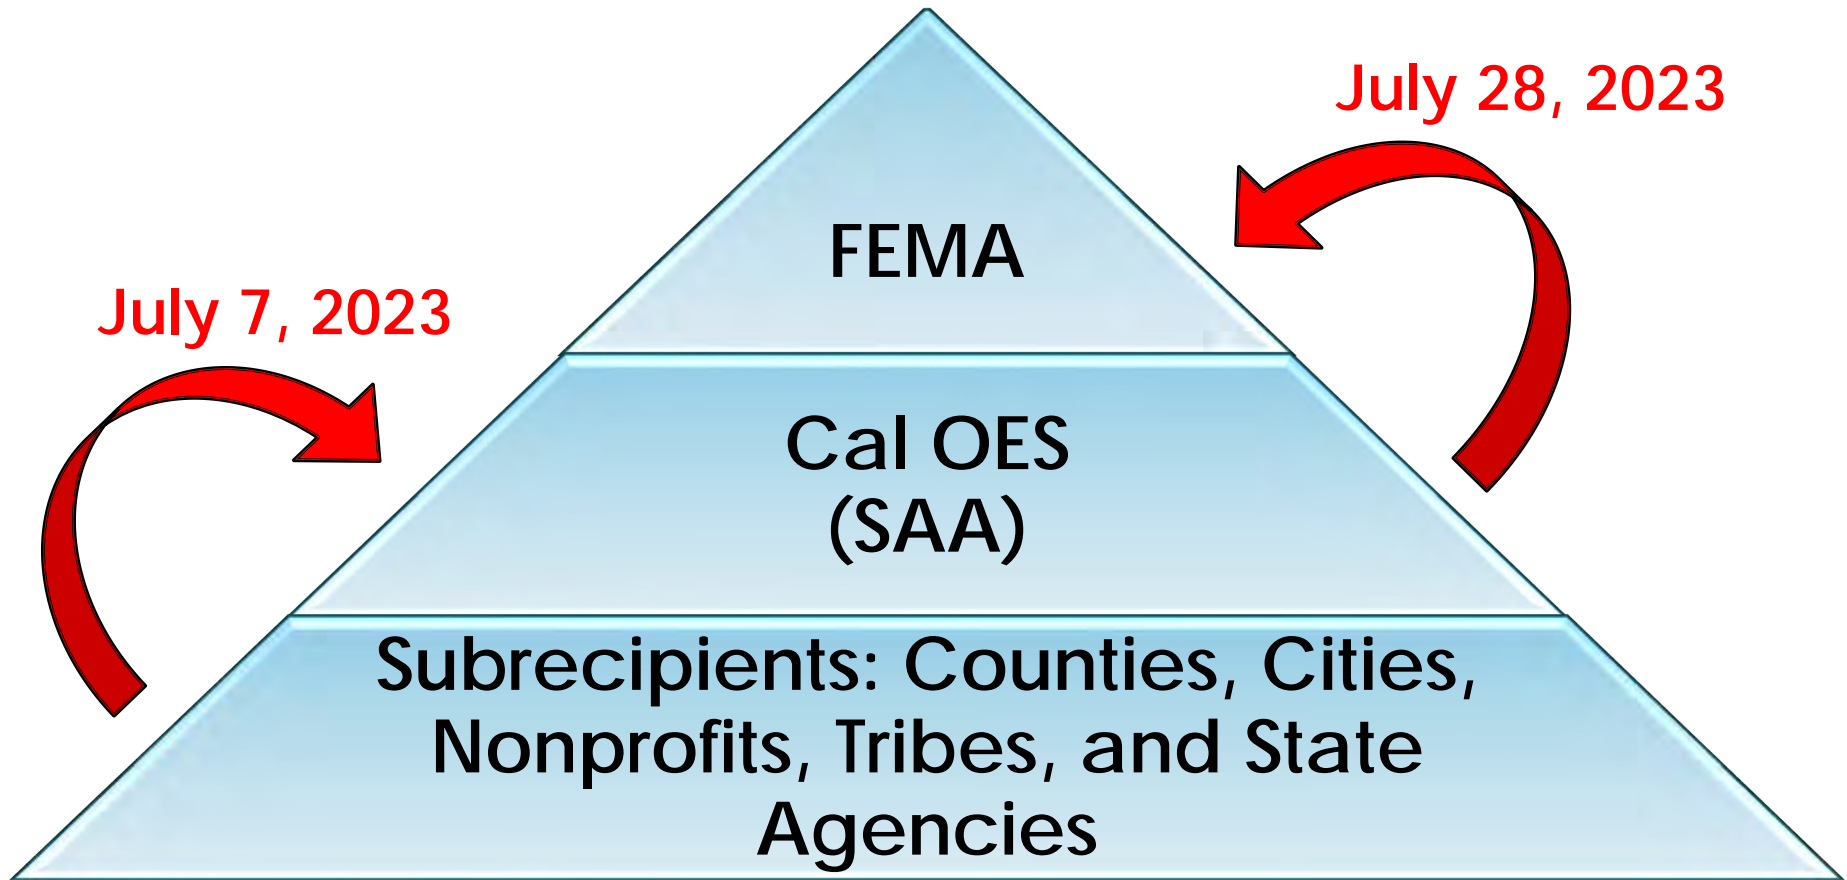 July 28, 2023
FEMA
July 7, 2023
Cal OES
(SAA)
Subrecipients: Counties, Cities,
Nonprofits, Tribes, and State
Agencies